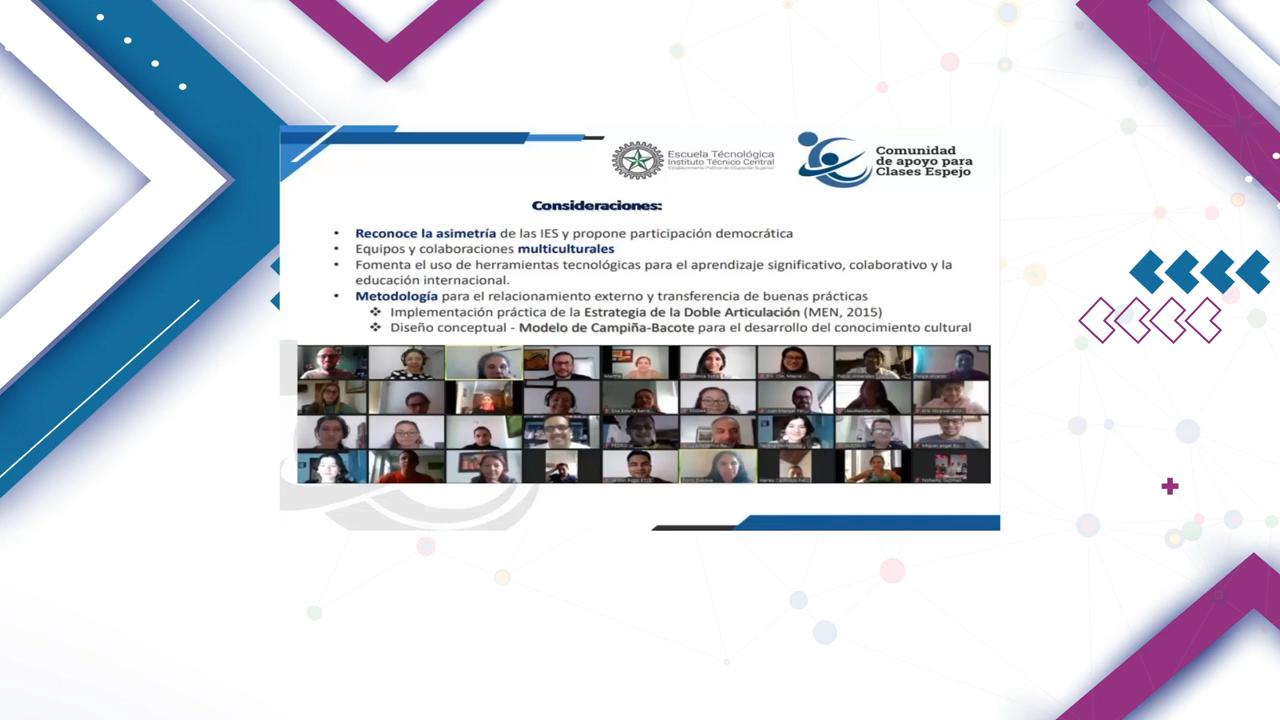 Escuela Técnológica
Instituto Técnico Central
Establecimiento Público de Educación Superior
Comunidad
de apoyo para
Clases Espejo
Consideraciones:
• Reconoce la asimetría de las IES y propone participación democrática
• Equipos y colaboraciones multiculturales
• Fomenta el uso de herramientas tecnológicas para el aprendizaje significativo, colaborativo y la
educación internacional.
• Metodología para el relacionamiento externo y transferencia de buenas prácticas
❖ Implementación práctica de la Estrategia de la Doble Articulación (MEN, 2015)
❖ Diseño conceptual - Modelo de Campiña-Bacote para el desarrollo del conocimiento cultural